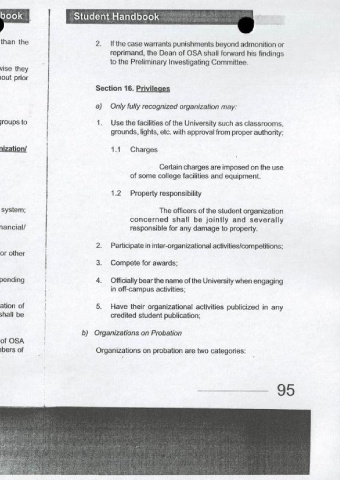 book
than the
wise they
out prior
groups to
nization/
system;
nancial/
or other
pending
ation of
shall be
of OSA
bers of
Student Handbook
2. If the case warrants punishments beyond admonition or
reprimand, the Dean of OSA shall forward his findings
to the Preliminary Investigating Committee.
Section 16. Privileges
a) Only fully recognized organization may:
1. Use the facilities of the University such as classrooms,
grounds, lights, etc. with approval from proper authority;
1.1 Charges
Certain charges are imposed on the use
of some college facilities and equipment.
1.2 Property responsibility
The officers of the student organization
concerned shall be jointly and severally
responsible for any damage to property.
2. Participate in inter-organizational activities/competitions;
3. Compete for awards;
4. Officially bear the name of the University when engaging
in off-campus activities;
5. Have their organizational activities publicized in any
credited student publication;
b) Organizations on Probation
Organizations on probation are two categories:
95